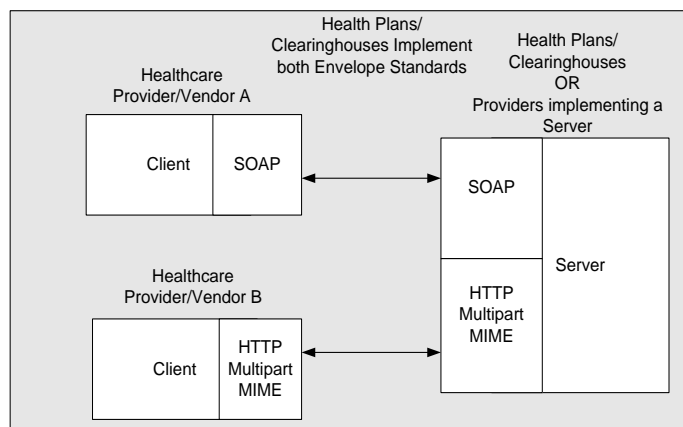 Health Plans/
Clearinghouses Implement
both Envelope Standards
Health Plans/
Clearinghouses
OR
Providers implementing a
Server
Healthcare
Provider/Vendor A
Client
SOAP
SOAP
Server
HTTP
Multipart
MIME
Healthcare
Provider/Vendor B
Client
HTTP
Multipart
MIME